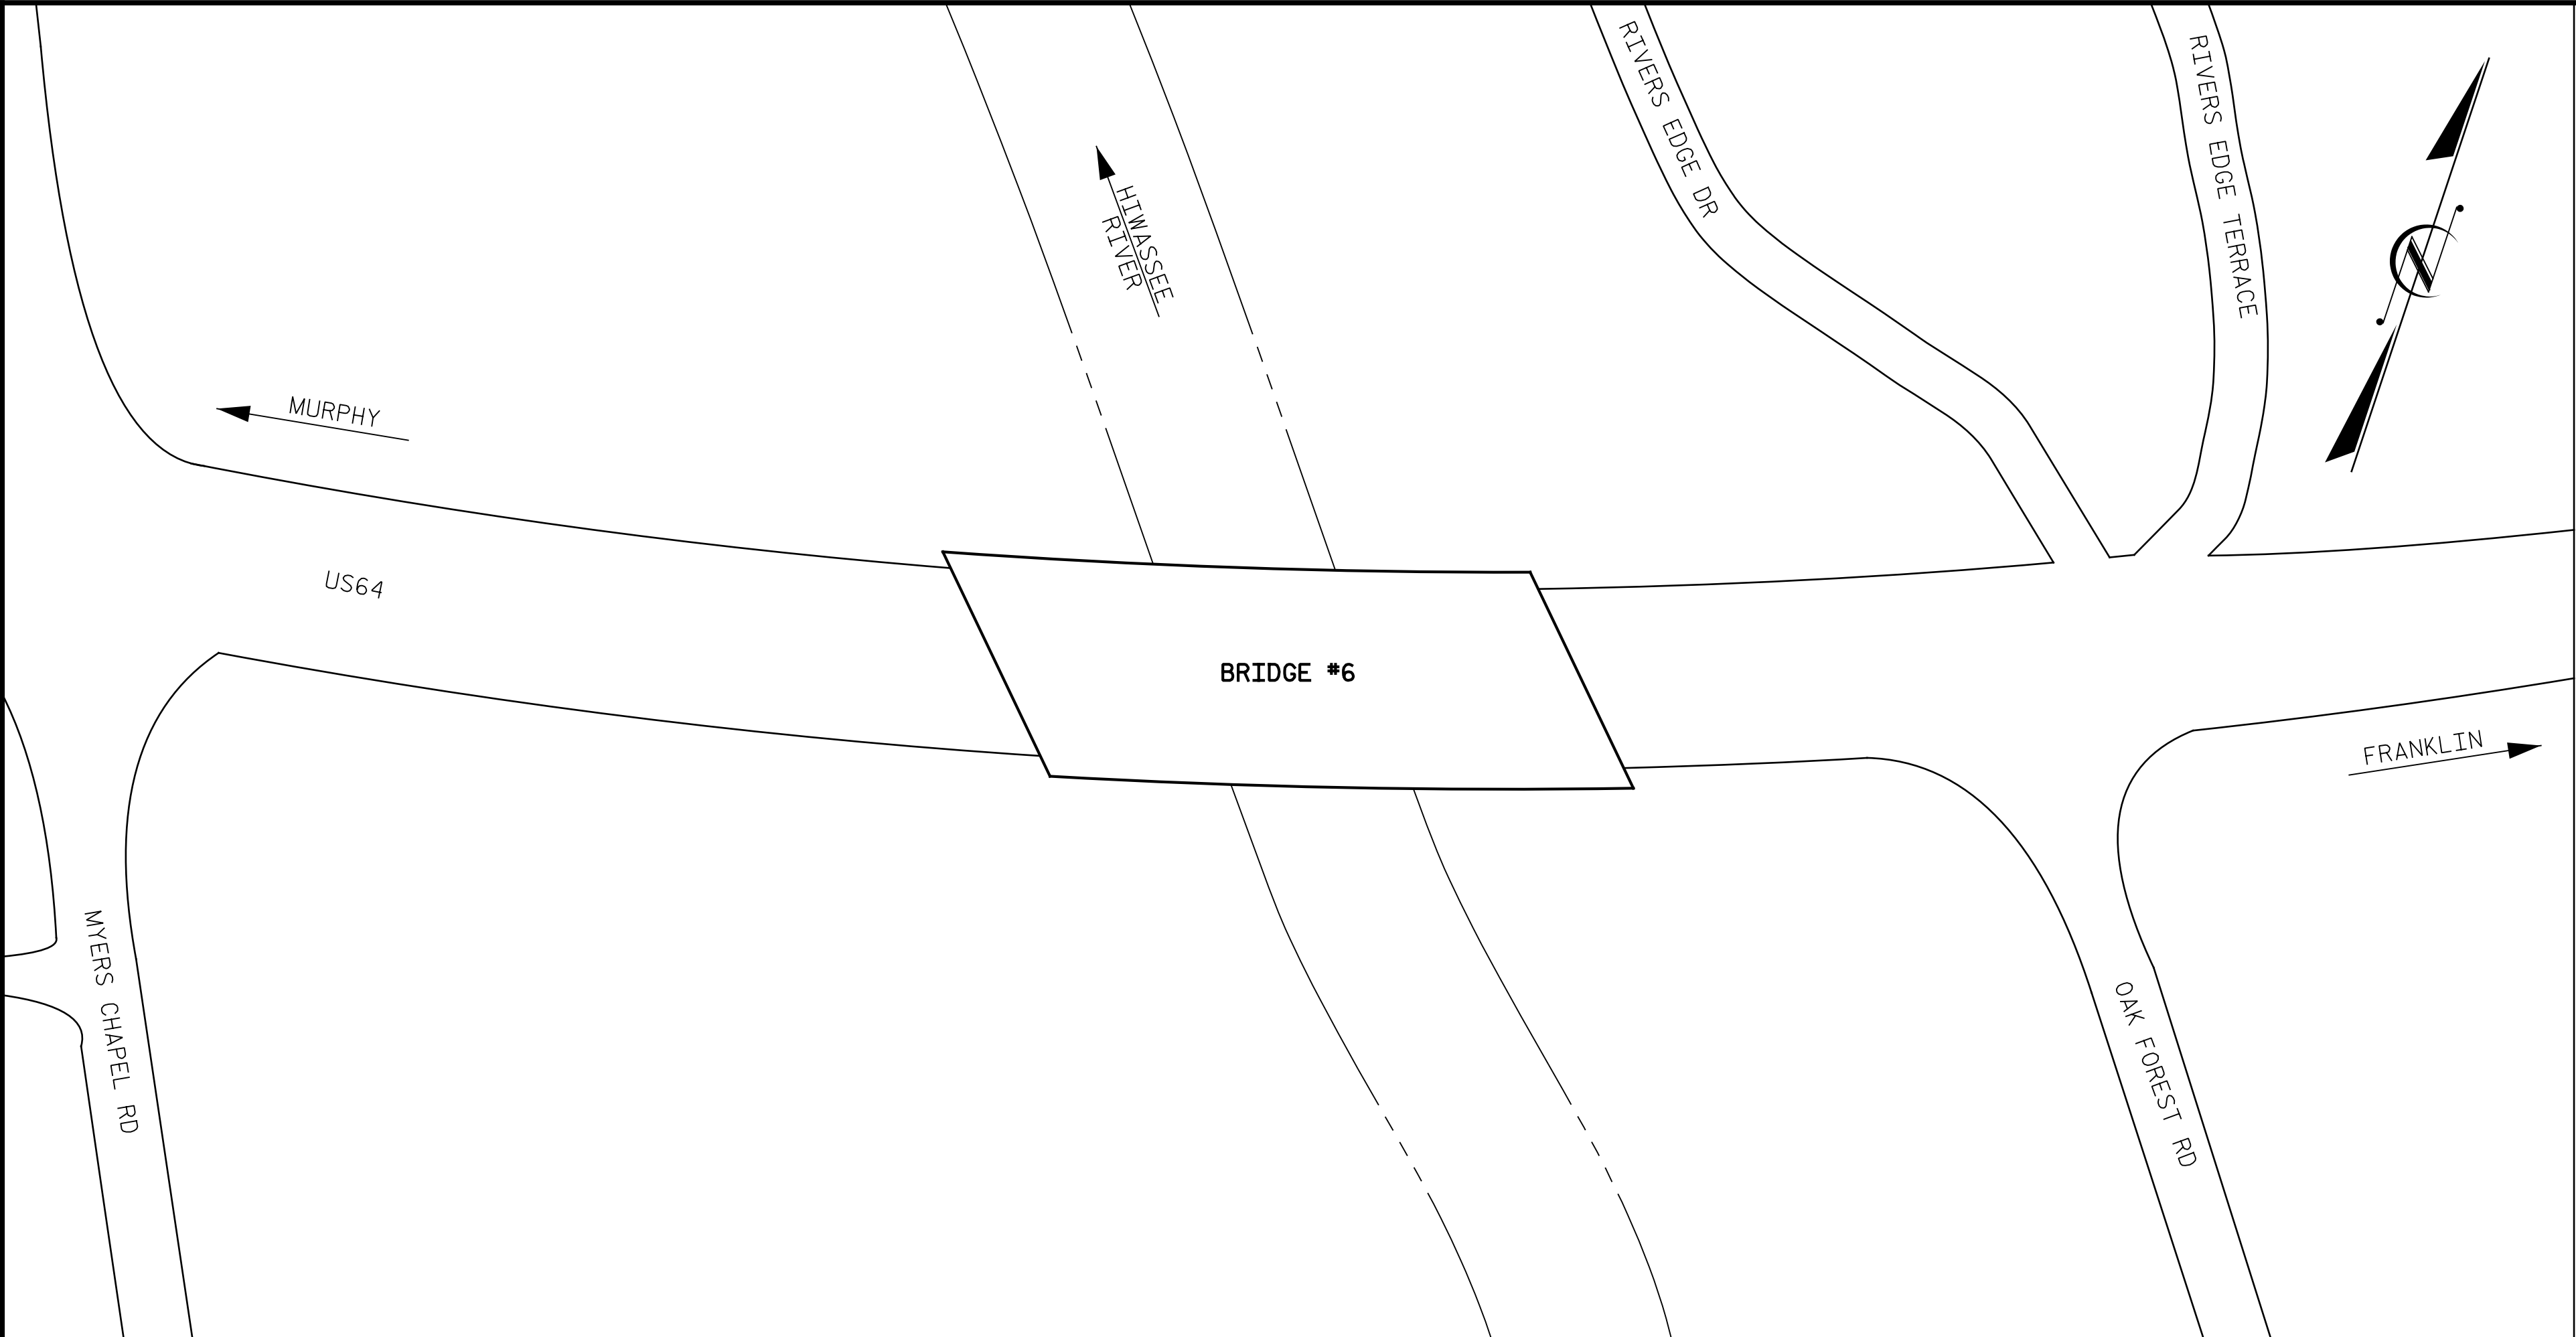 RIVERS EDGE DR
RIVERS EDGE TERRACE
HIWASSEE
RIVER
N
MURPHY
US64
BRIDGE #6
FRANKLIN
MYERS CHAPEL RD
OAK FOREST RD